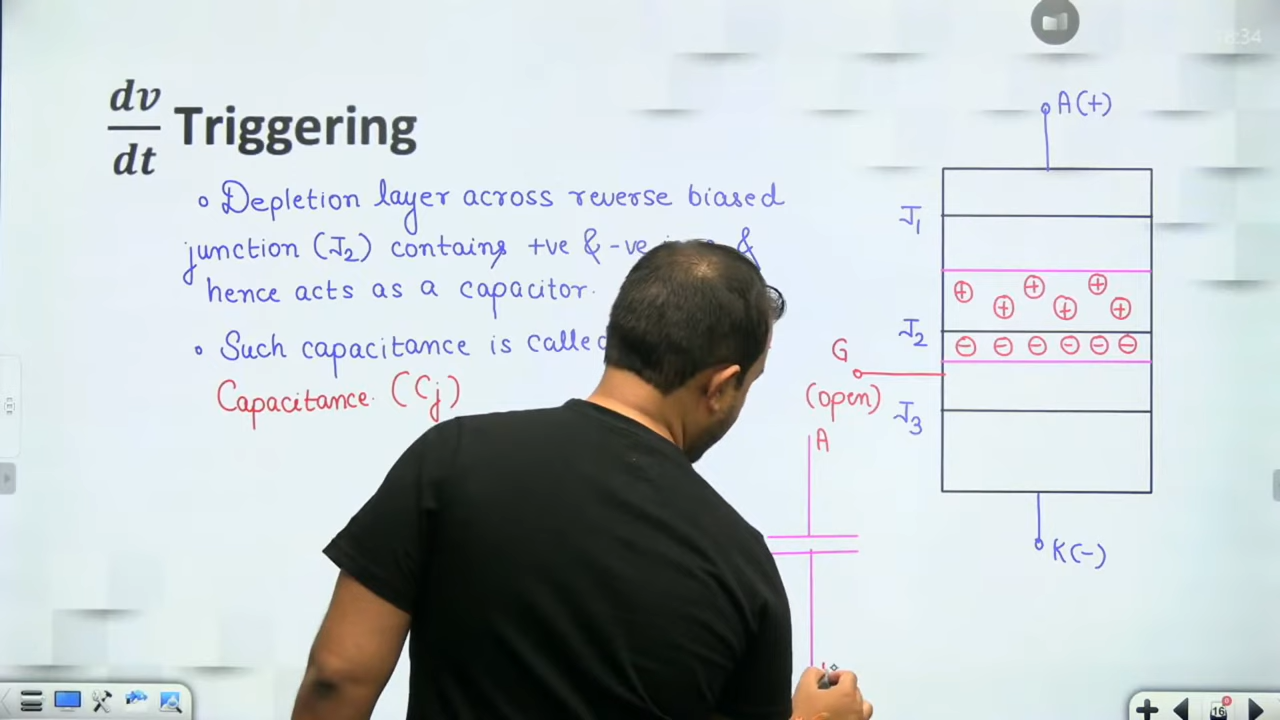 dv
dt
Triggering
Depletion layer across reverse biased
junction (J2) contains +ve & -ve &
hence acts as a capacitor.
Such capacitance is called
Capacitance. (Cj)
A(+)
J1
J2
G
(open)
J3
A
K(-)
16